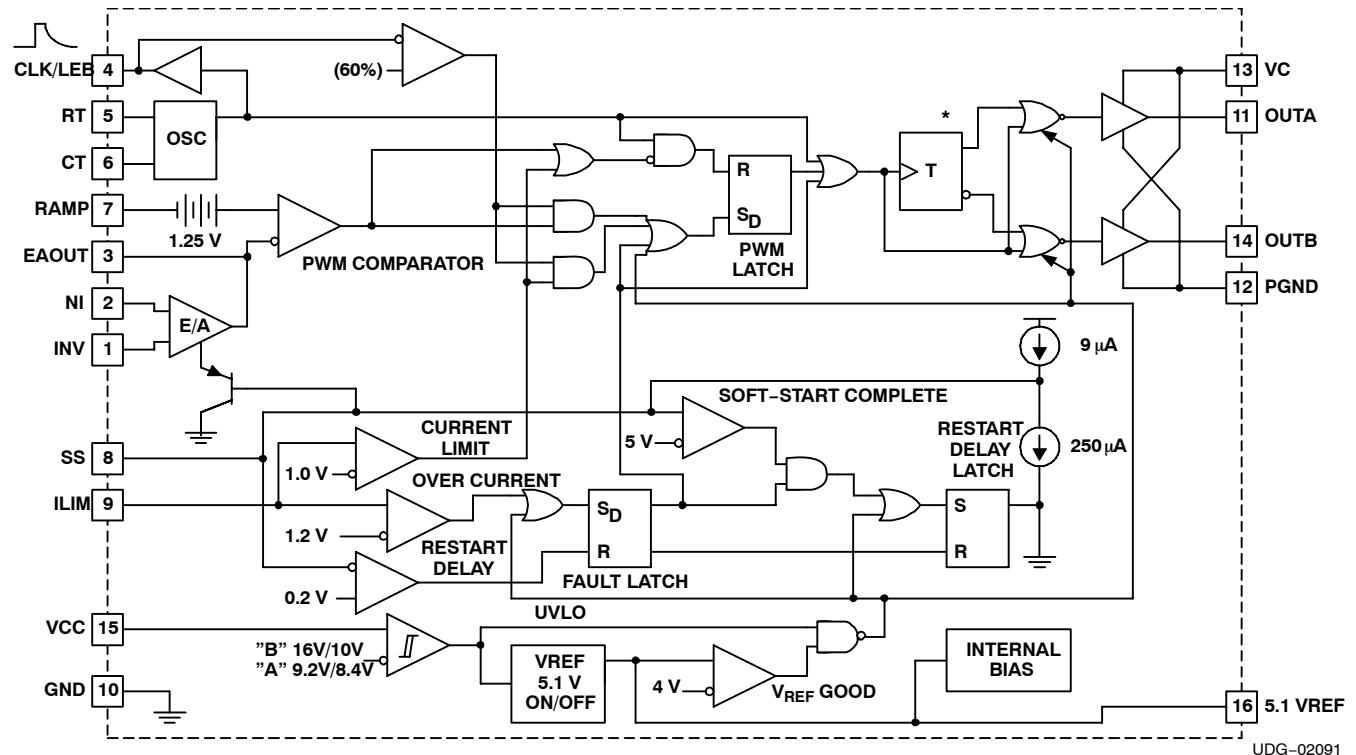 CLK/LEB 4
(60%)
13 VC
RT 5
OSC
*
11 OUTA
CT 6
R
T
RAMP 7
1.25 V
SD
EAOUT 3
PWM COMPARATOR
PWM
LATCH
14 OUTB
NI 2
12 PGND
E/A
INV 1
9 µA
SOFT−START COMPLETE
CURRENT
LIMIT
5 V
RESTART
DELAY
LATCH
250 µA
SS 8
1.0 V
OVER CURRENT
ILIM 9
SD
S
1.2 V
RESTART
DELAY
R
R
FAULT LATCH
0.2 V
UVLO
VCC 15
"B" 16V/10V
"A" 9.2V/8.4V
VREF
5.1 V
ON/OFF
4 V
VREF GOOD
INTERNAL
BIAS
GND 10
16 5.1 VREF
UDG−02091